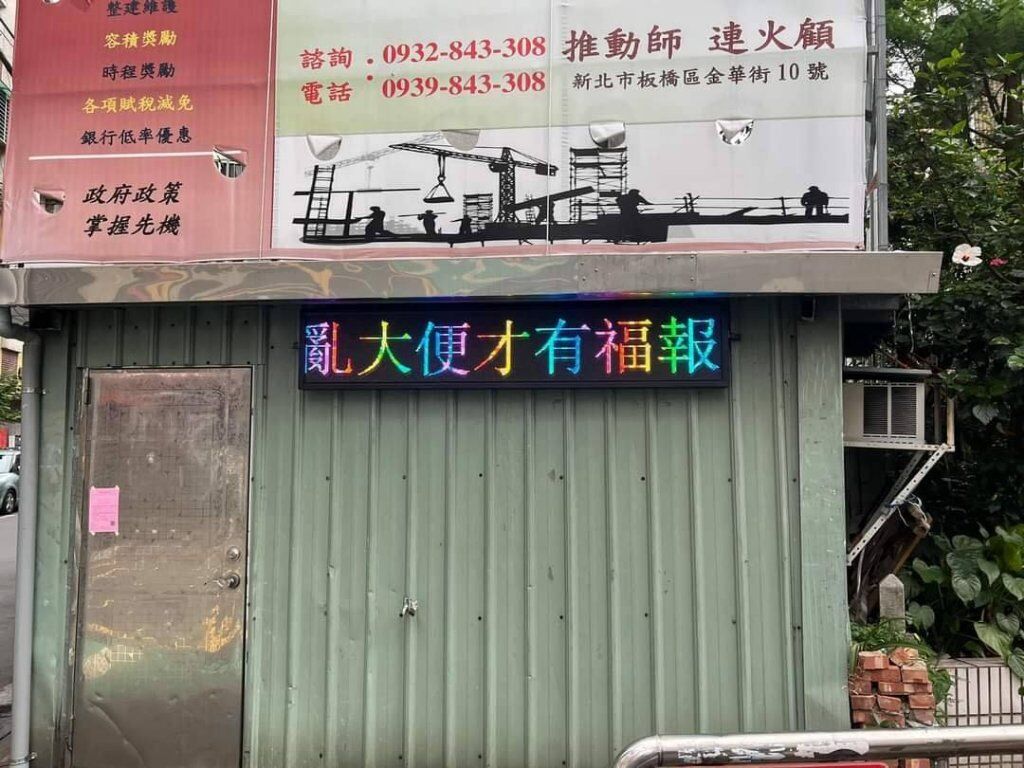 整建維護
容積獎勵
時程獎勵
各項賦稅減免
銀行低率優惠
政府政策
掌握先機
諮詢電話：0932-843-308
0939-843-308
推動師 連火顧
新北市板橋區金華街10號
亂大便才有福報